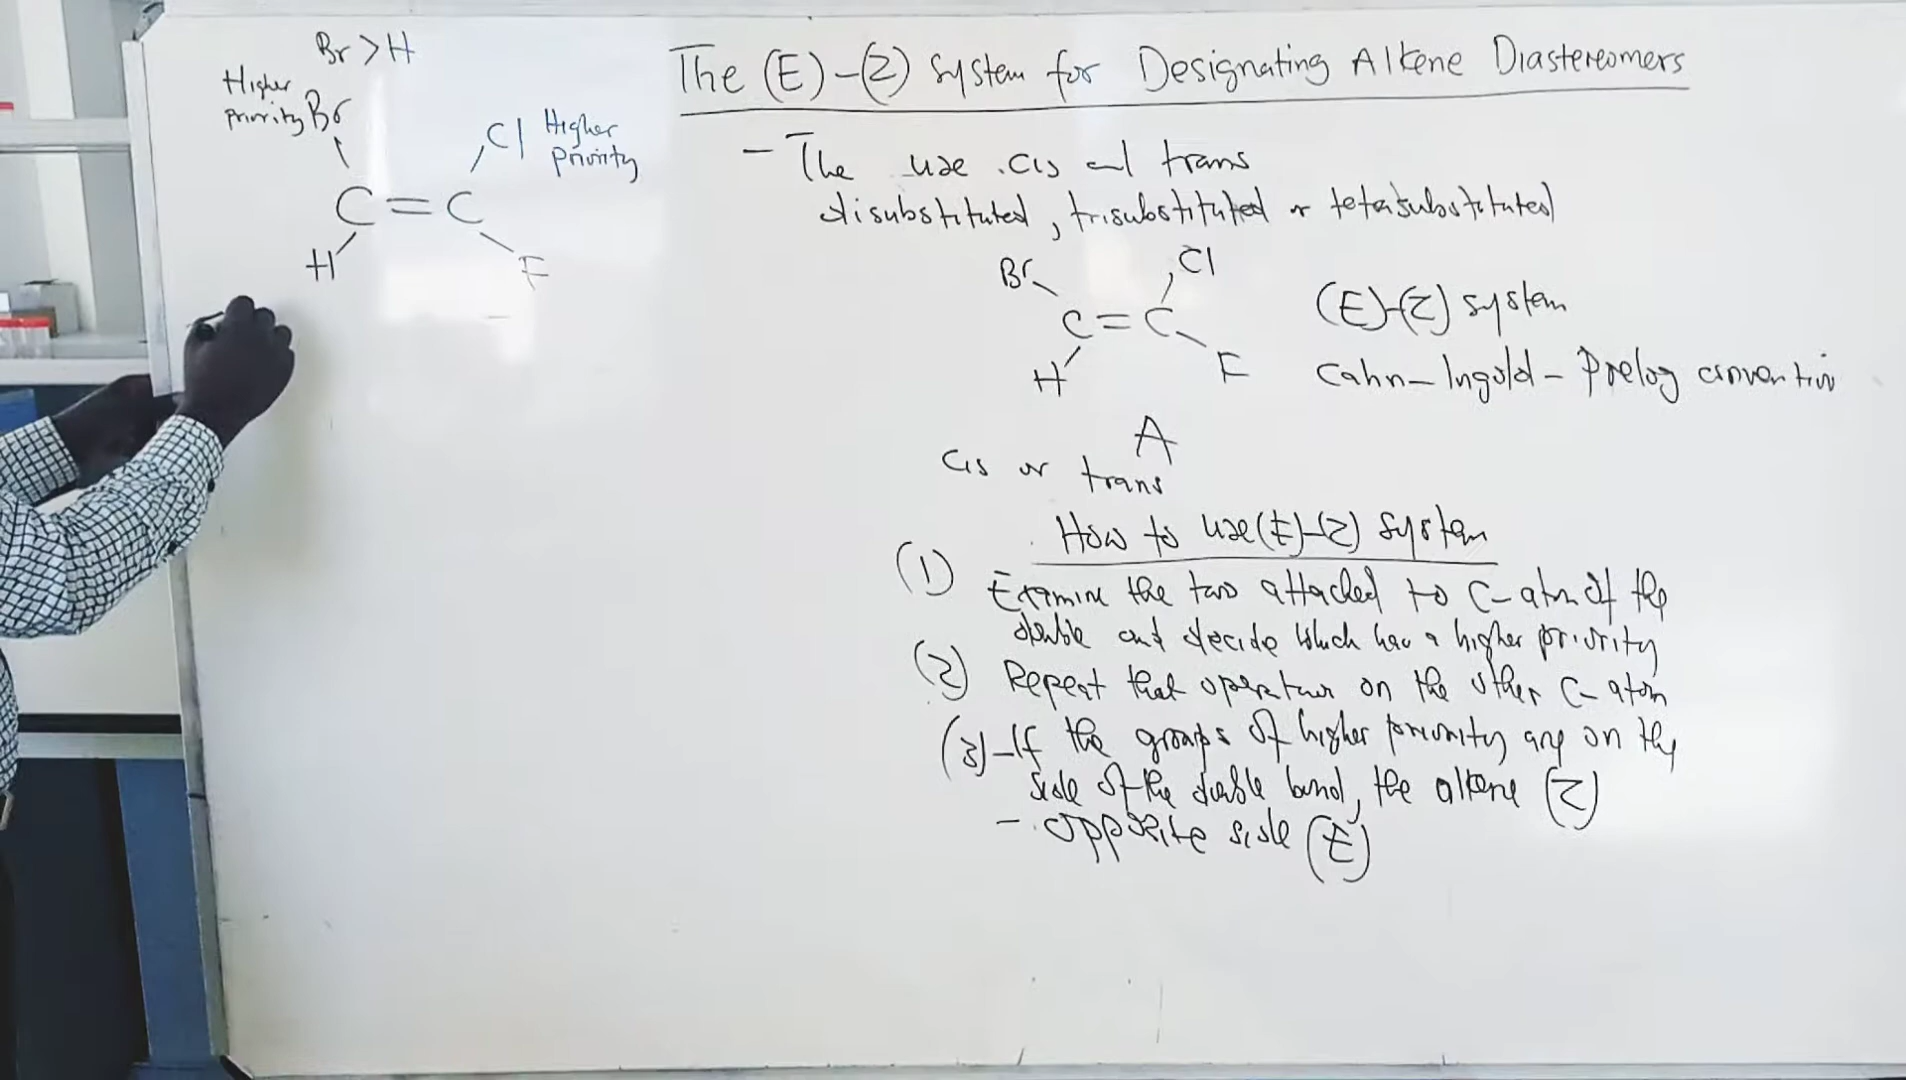 Br > H
Higher
priority Br
Cl Higher
priority
C = C
H
F
The (E)-(Z) system for Designating Alkene Diastereomers
- The use cis and trans
disubstituted, trisubstituted or tetrasubstituted
Br
Cl
C = C
H
F
(E)-(Z) system
Cahn-Ingold-Prelog convention
A
cis or trans
How to use (E)-(Z) system
(1) Examine the two attached to C-atom of the
double and decide which has a higher priority
(2) Repeat that operation on the other C-atom
(3) - If the groups of higher priority are on the
side of the double bond, the alkene (Z)
- opposite side (E)